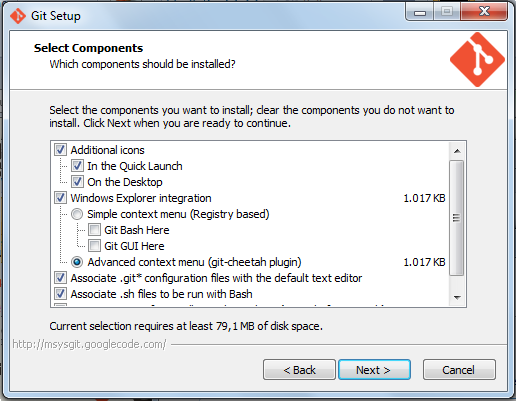 Git Setup
Select Components
Which components should be installed?
Select the components you want to install; clear the components you do not want to
install. Click Next when you are ready to continue.
Additional icons
In the Quick Launch
On the Desktop
Windows Explorer integration 1.017 KB
Simple context menu (Registry based)
Git Bash Here
Git GUI Here
Advanced context menu (git-cheetah plugin) 1.017 KB
Associate .git* configuration files with the default text editor
Associate .sh files to be run with Bash
Current selection requires at least 79,1 MB of disk space.
http://msysgit.googlecode.com/
< Back
Next >
Cancel